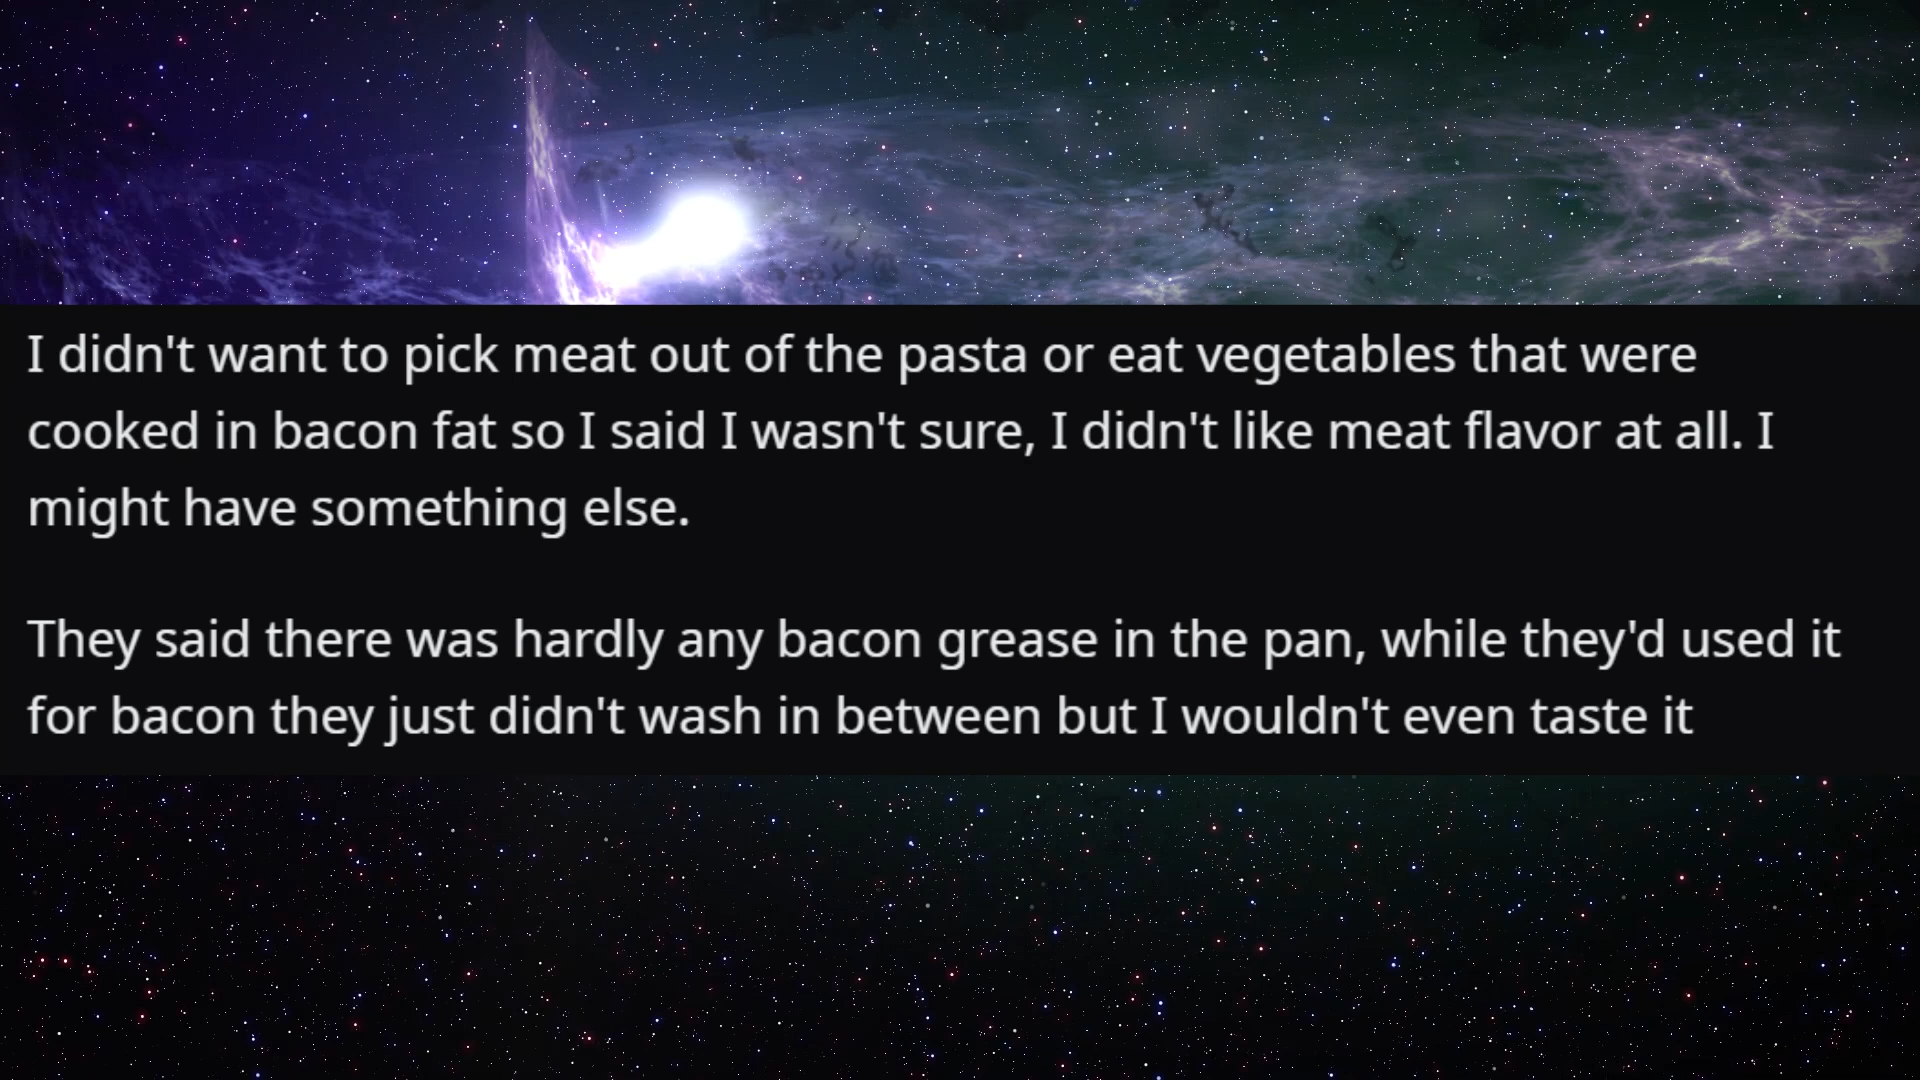 I didn't want to pick meat out of the pasta or eat vegetables that were
cooked in bacon fat so I said I wasn't sure, I didn't like meat flavor at all. I
might have something else.
They said there was hardly any bacon grease in the pan, while they'd used it
for bacon they just didn't wash in between but I wouldn't even taste it